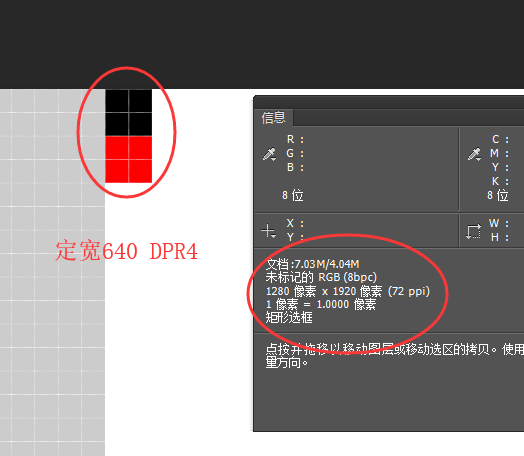 信息
R :
G :
B :
8 位
C :
M :
Y :
K :
8 位
X :
Y :
W :
H :
定宽640 DPR4
文档:7.03M/4.04M
未标记的 RGB (8bpc)
1280 像素 x 1920 像素 (72 ppi)
1 像素 = 1.0000 像素
矩形选框
点按并拖移以移动图层或移动选区的拷贝。使用
量方向。